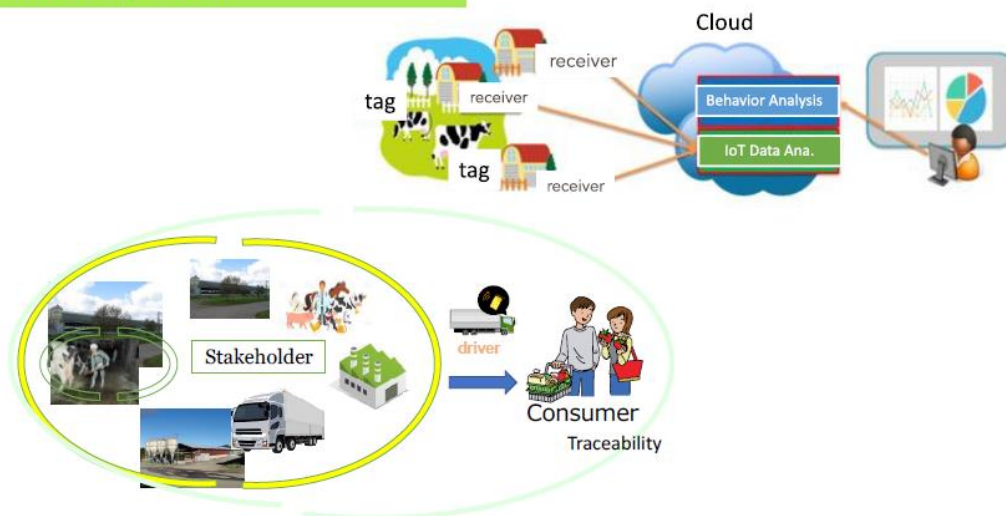 Cloud
receiver
tag
receiver
Behavior Analysis
IoT Data Ana.
tag
receiver
Stakeholder
driver
Consumer
Traceability